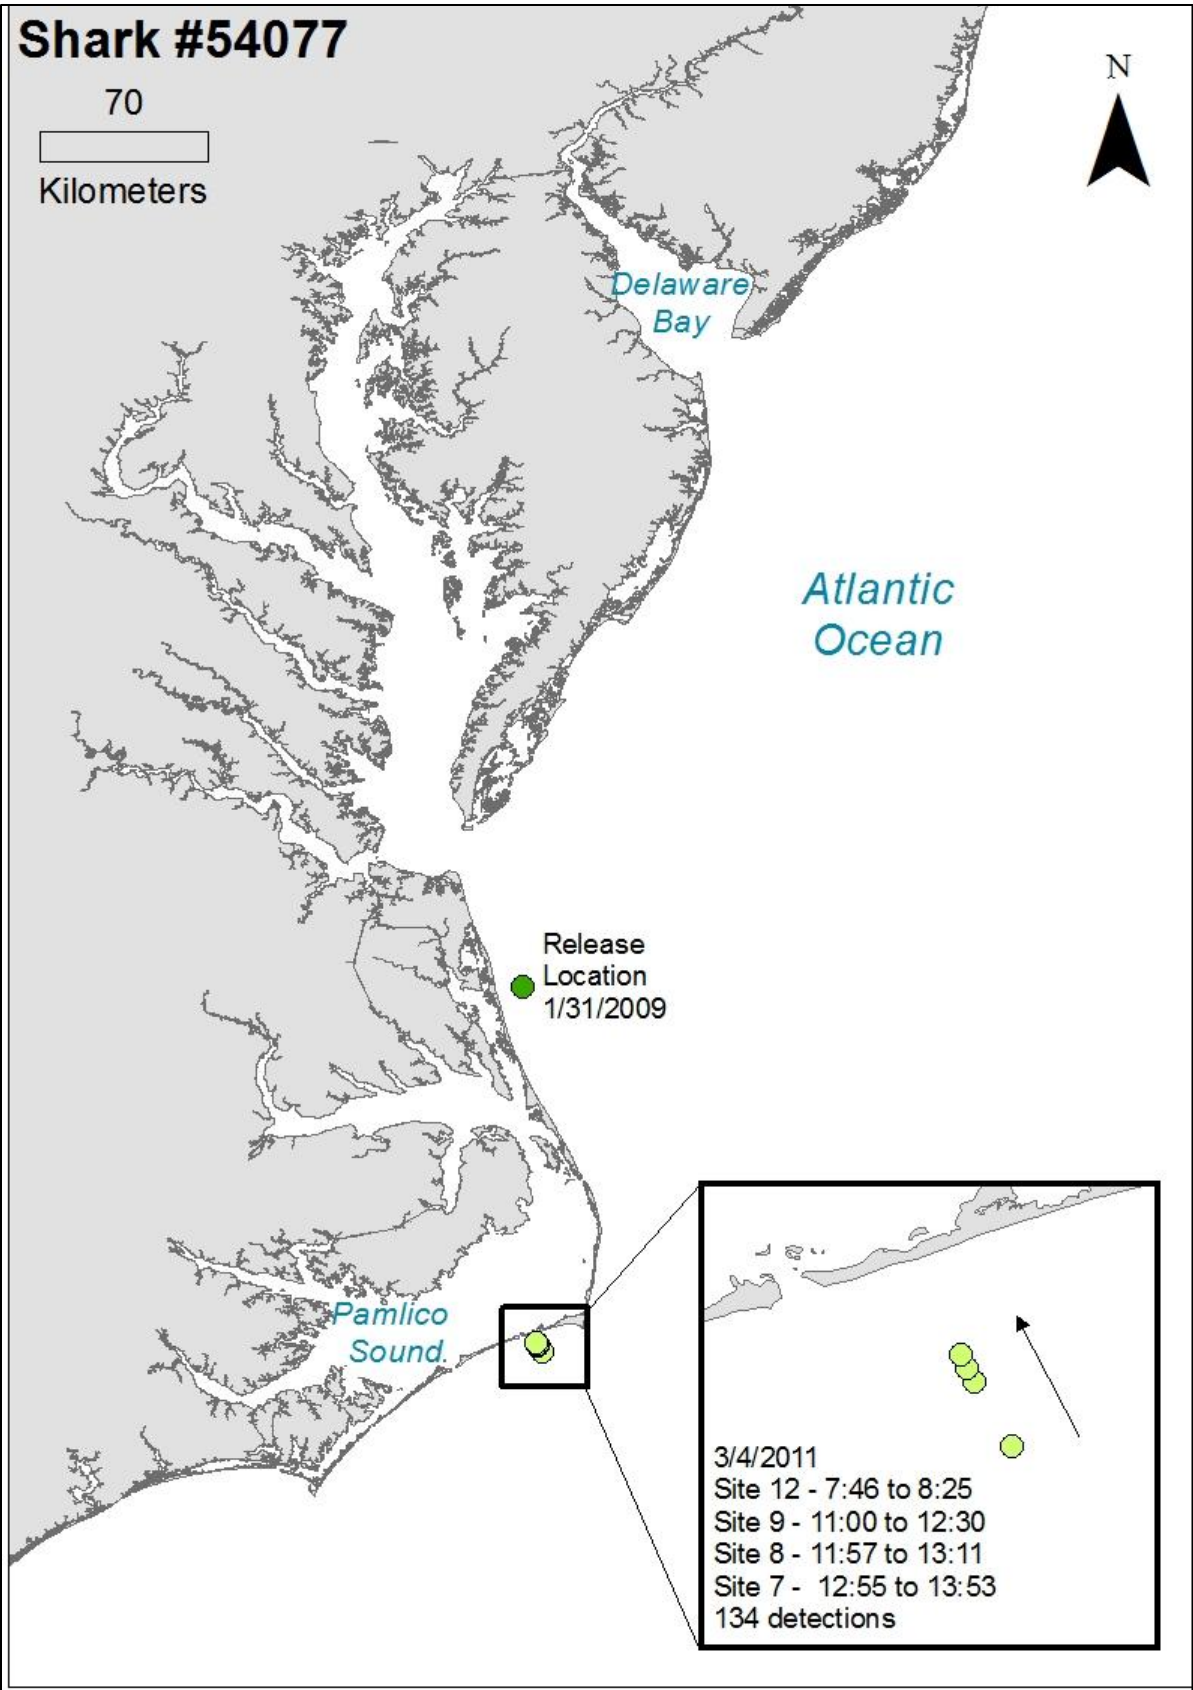 Shark #54077
70
Kilometers
N
Delaware
Bay
Atlantic
Ocean
Release
Location
1/31/2009
Pamlico
Sound.
3/4/2011
Site 12 - 7:46 to 8:25
Site 9 - 11:00 to 12:30
Site 8 - 11:57 to 13:11
Site 7 -  12:55 to 13:53
134 detections